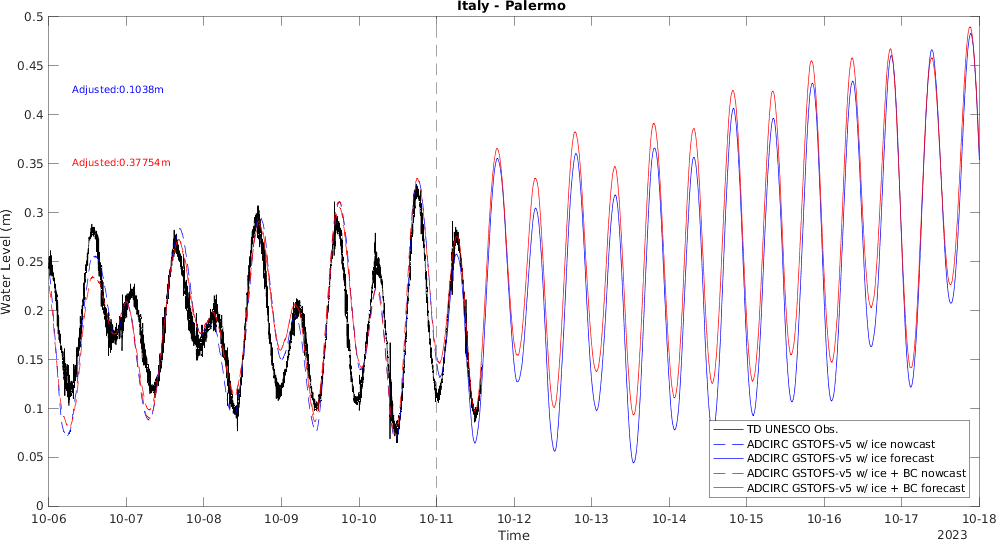 Italy - Palermo
0.5
0.45
0.4
0.35
0.3
0.25
0.2
0.15
0.1
0.05
0
Water Level (m)
Adjusted:0.1038m
Adjusted:0.37754m
TD UNESCO Obs.
ADCIRC GSTOFS-v5 w/ ice nowcast
ADCIRC GSTOFS-v5 w/ ice forecast
ADCIRC GSTOFS-v5 w/ ice + BC nowcast
ADCIRC GSTOFS-v5 w/ ice + BC forecast
10-06 10-07 10-08 10-09 10-10 10-11 10-12 10-13 10-14 10-15 10-16 10-17 10-18
Time
2023